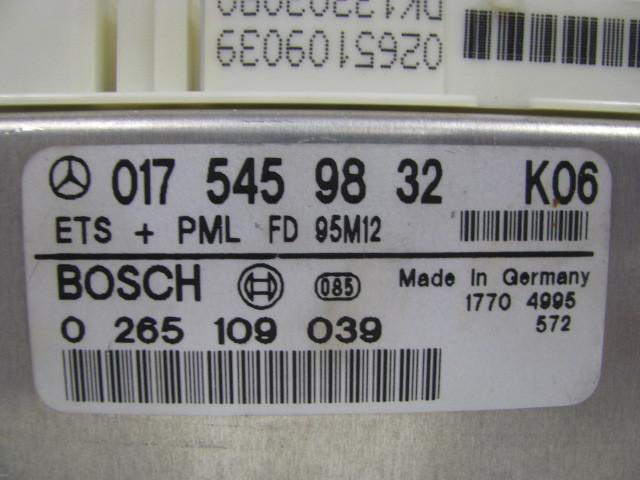 0265109039
017 545 98 32 K06
ETS + PML FD 95M12
BOSCH 085 Made In Germany
1770 4995
0 265 109 039 572